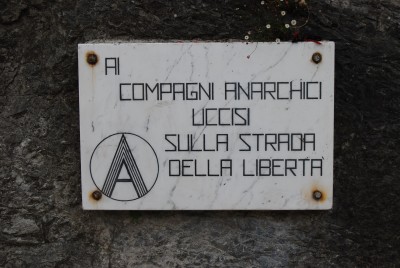 AI
COMPAGNI ANARCHICI
UCCISI
SULLA STRADA
DELLA LIBERTA'
A